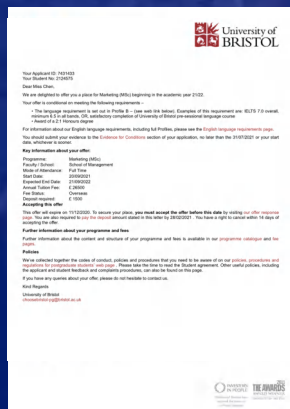 University of
BRISTOL
Your Applicant ID: 7431433
Your Student No: 2124573
Dear Miss Chen,
We are delighted to offer you a place for Marketing (MSc) beginning in the academic year 21/22.
Your offer is conditional on meeting the following requirements –
• The language requirement is set out in Profile B – (see web link below). Examples of this requirement are: IELTS 7.0 overall,
minimum 6.5 in all bands, OR, satisfactory completion of University of Bristol pre-sessional language course
• Award of a 2:1 Honours degree
For information about our English language requirements, including full Profiles, please see the English language requirements page.
You should submit your evidence for Evidence for Conditions section of your application, no later than the 31/07/2021 or your start
date, whichever is sooner.
Key information about your offer:
Programme: Marketing (MSc)
Faculty / School: School of Management
Mode of Attendance: Full Time
Start Date: 20/09/2021
Expected End Date: 21/09/2022
Annual Tuition Fee: £ 26500
Fee Status: Overseas
Deposit required: £ 1500
Accepting this offer
This offer will expire on 11/12/2020. To secure your place, you must accept the offer before this date by visiting our offer response
page. You are also required to pay the required amount stated in this letter by 26/02/2021. You have a right to cancel within 14 days of
accepting the offer.
Further information about your programme and fees
Further information about the content and structure of your programme and fees is available in our programme catalogue and fee
pages.
Policies
We've collected together the codes of conduct, policies and procedures that you need to be aware of on our policies, procedures and
regulations for postgraduate students' web page. Please take the time to read the Student agreement. Other useful policies, including
the applicant and student feedback and complaints procedures, can also be found on this page.
If you have any queries about your offer, please do not hesitate to contact us.
Kind Regards
University of Bristol
choosebristol-pg@bristol.ac.uk
INVESTORS
IN PEOPLE
THE AWARDS